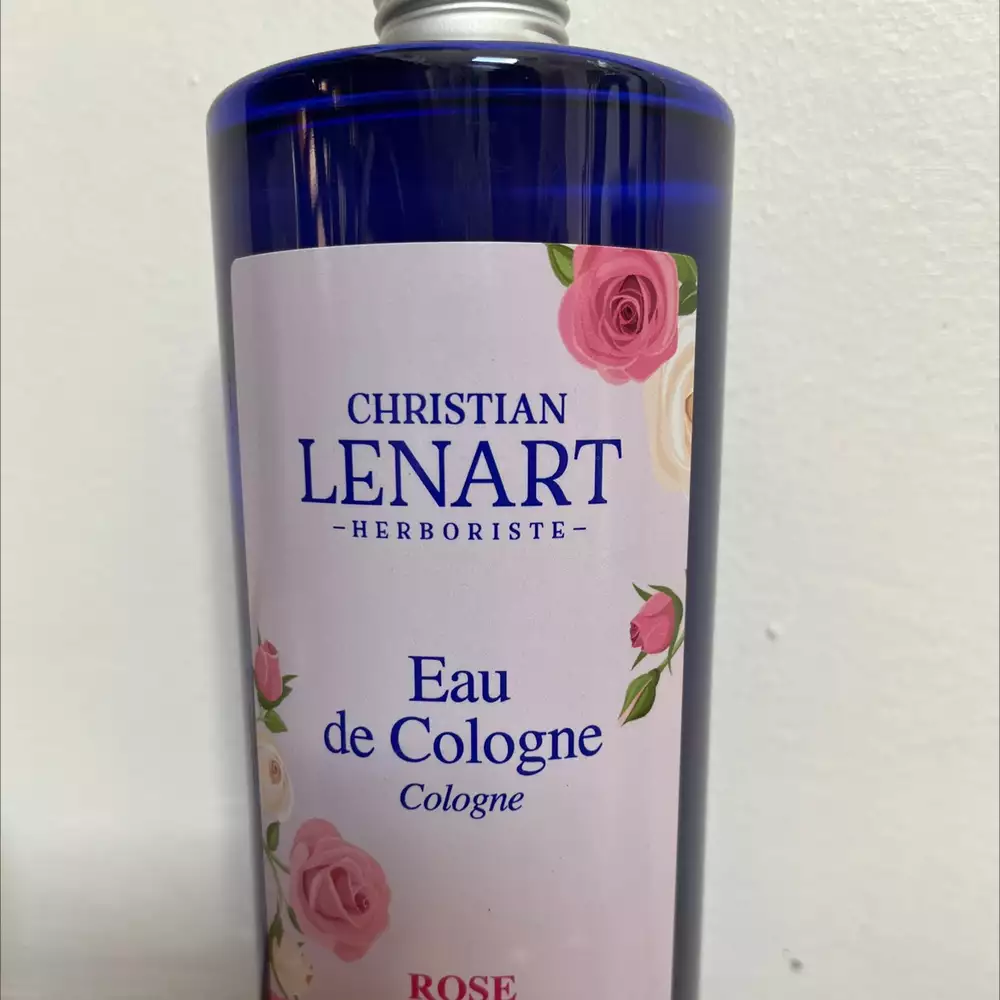 CHRISTIAN
LENART
-HERBORISTE-
Eau
de Cologne
Cologne
ROSE